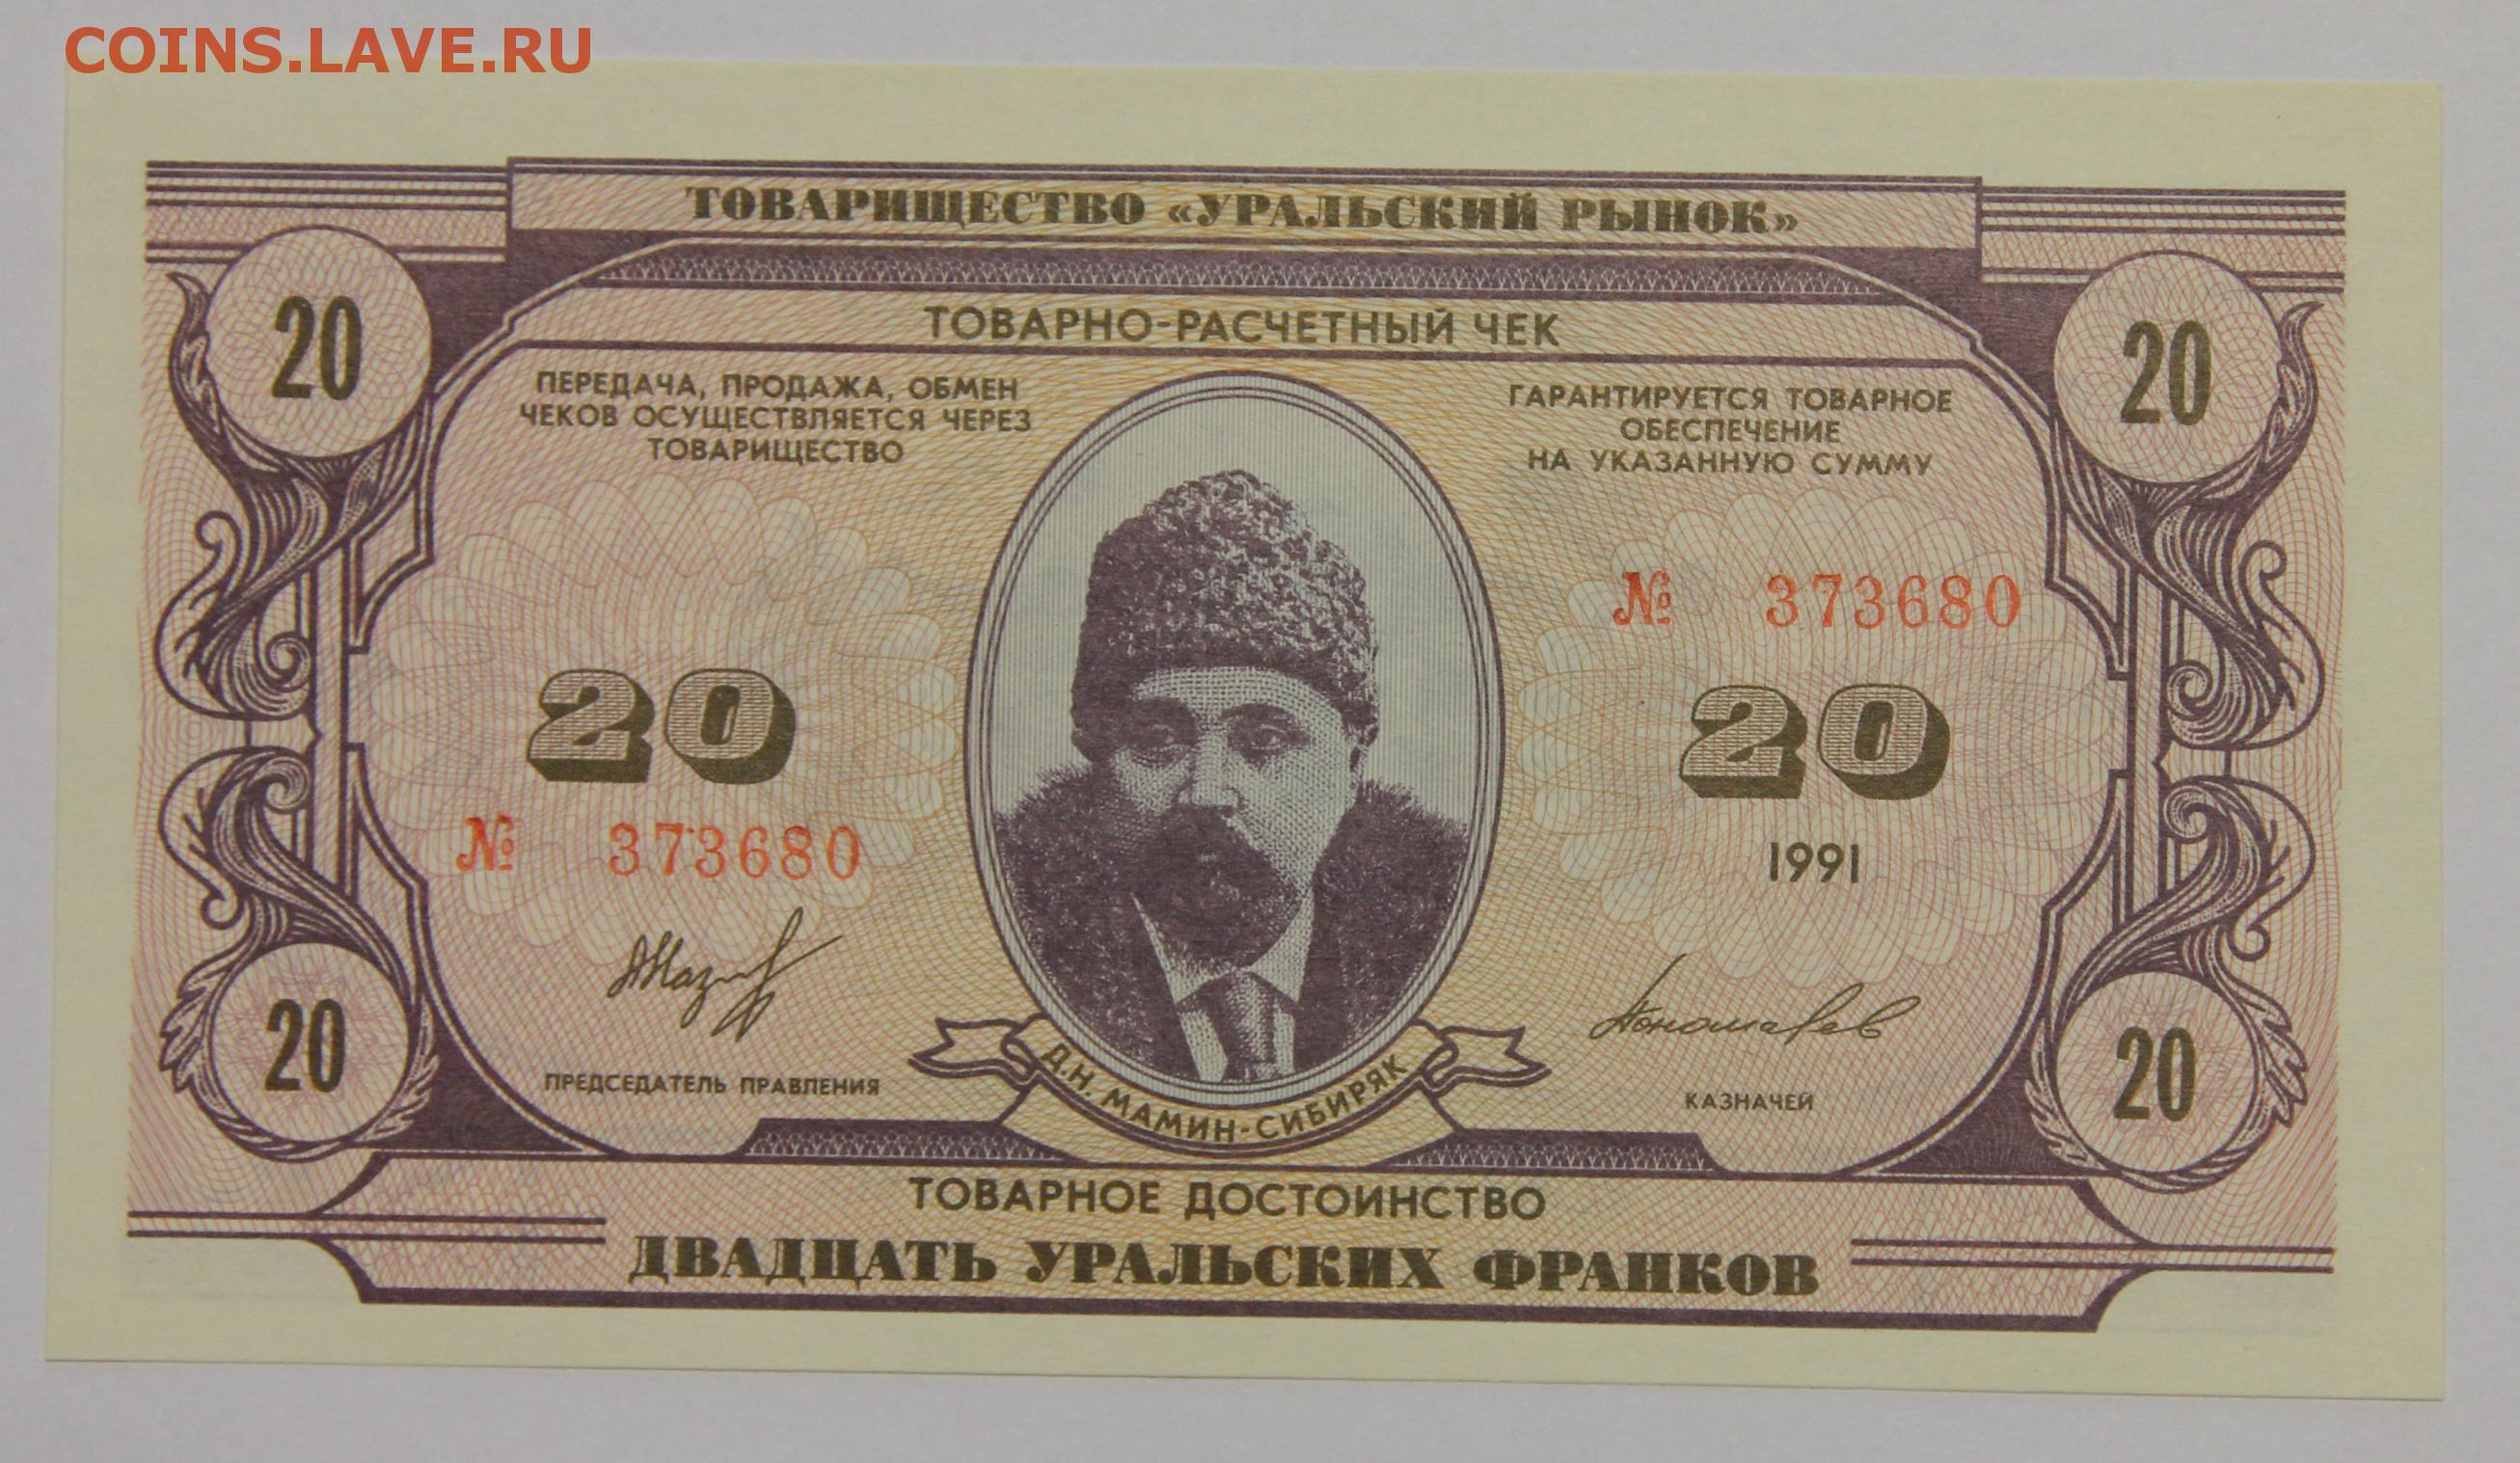 COINS.LAVE.RU
ТОВАРИЩЕСТВО «УРАЛЬСКИЙ РЫНОК»
20
20
ТОВАРНО-РАСЧЕТНЫЙ ЧЕК
ПЕРЕДАЧА, ПРОДАЖА, ОБМЕН
ЧЕКОВ ОСУЩЕСТВЛЯЕТСЯ ЧЕРЕЗ
ТОВАРИЩЕСТВО
ГАРАНТИРУЕТСЯ ТОВАРНОЕ
ОБЕСПЕЧЕНИЕ
НА УКАЗАННУЮ СУММУ
№ 373680
20
20
№ 373680
1991
Пономарев
ПРЕДСЕДАТЕЛЬ ПРАВЛЕНИЯ
КАЗНАЧЕЙ
20
20
Д.Н. МАМИН-СИБИРЯК
ТОВАРНОЕ ДОСТОИНСТВО
ДВАДЦАТЬ УРАЛЬСКИХ ФРАНКОВ